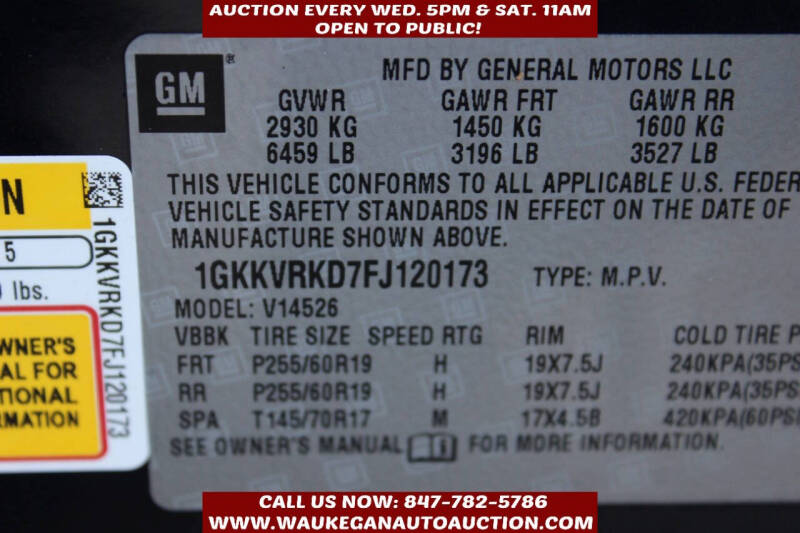 AUCTION EVERY WED. 5PM & SAT. 11AM
OPEN TO PUBLIC!
GM
MFD BY GENERAL MOTORS LLC
GVWR GAWR FRT GAWR RR
2930 KG 1450 KG 1600 KG
6459 LB 3196 LB 3527 LB
THIS VEHICLE CONFORMS TO ALL APPLICABLE U.S. FEDER
VEHICLE SAFETY STANDARDS IN EFFECT ON THE DATE OF
MANUFACTURE SHOWN ABOVE.
1GKKVRKD7FJ120173 TYPE: M.P.V.
MODEL: V14526
VBBK TIRE SIZE SPEED RTG RIM COLD TIRE P
FRT P255/60R19 H 19X7.5J 240KPA(35PS
RR P255/60R19 H 19X7.5J 240KPA(35PS
SPA T145/70R17 M 17X4.5B 420KPA(60PSI
SEE OWNER'S MANUAL FOR MORE INFORMATION.
N
5
lbs.
WNER'S
AL FOR
TIONAL
RMATION
1GKKVRKD7FJ120173
CALL US NOW: 847-782-5786
WWW.WAUKEGANAUTOAUCTION.COM